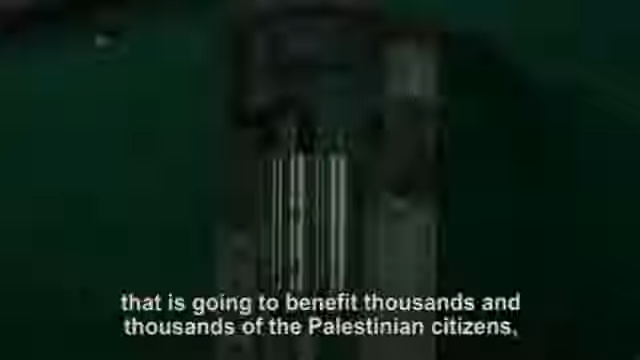 that is going to benefit thousands and
thousands of the Palestinian citizens,